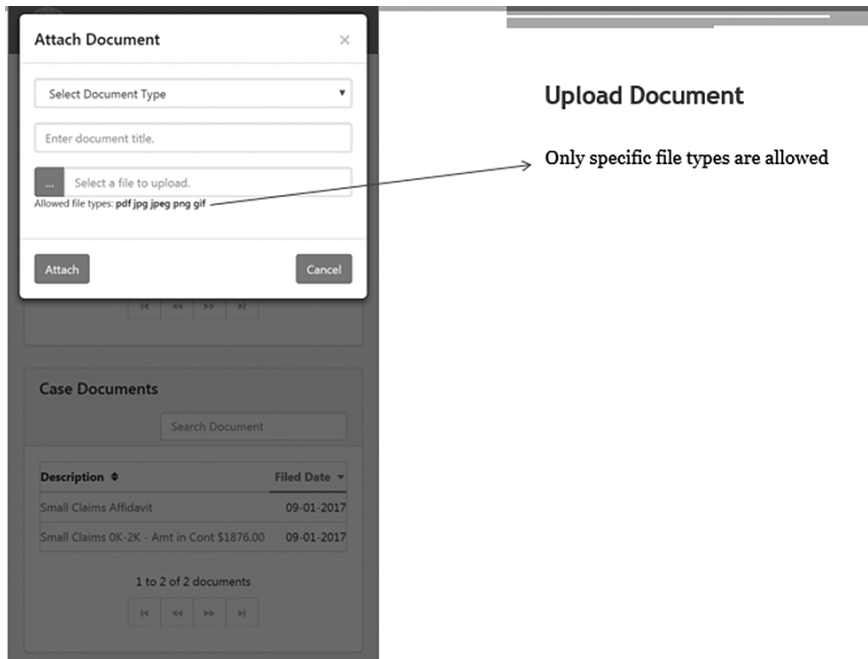 Attach Document ×
Select Document Type ▼
Enter document title.
... Select a file to upload.
Allowed file types: pdf jpg jpeg png gif
Attach Cancel
Case Documents
Search Document
Description Filed Date
Small Claims Affidavit 09-01-2017
Small Claims 0K-2K - Amt in Cont $1876.00 09-01-2017
1 to 2 of 2 documents
Upload Document
Only specific file types are allowed